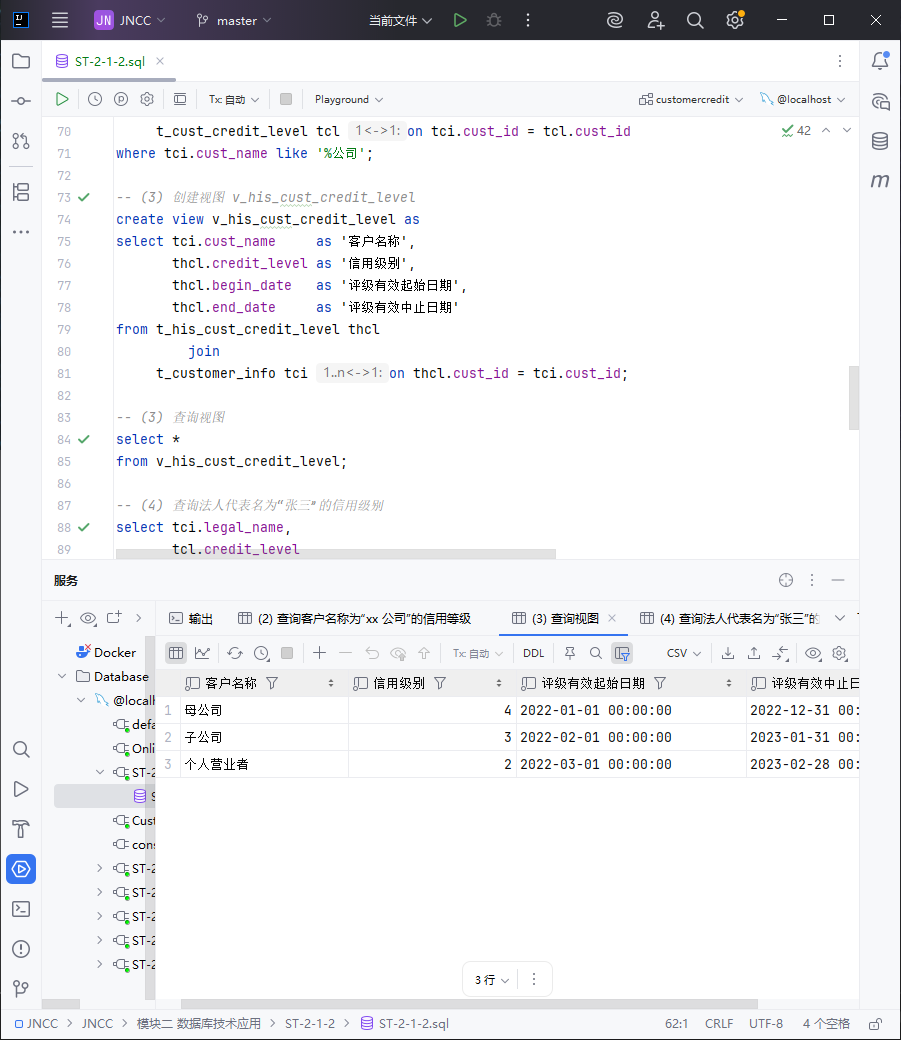 JN JNCC master 当前文件
ST-2-1-2.sql
Tx: 自动 Playground customercredit @localhost
70 t_cust_credit_level tcl 1<->1: on tci.cust_id = tcl.cust_id
42
71 where tci.cust_name like '%公司';
72
73 -- (3) 创建视图 v_his_cust_credit_level
74 create view v_his_cust_credit_level as
75 select tci.cust_name as '客户名称',
76 thcl.credit_level as '信用级别',
77 thcl.begin_date as '评级有效起始日期',
78 thcl.end_date as '评级有效中止日期'
79 from t_his_cust_credit_level thcl
80 join
81 t_customer_info tci 1..n<->1: on thcl.cust_id = tci.cust_id;
82
83 -- (3) 查询视图
84 select *
85 from v_his_cust_credit_level;
86
87 -- (4) 查询法人代表名为“张三”的信用级别
88 select tci.legal_name,
89 tcl.credit_level
服务
输出 (2) 查询客户名称为“xx 公司”的信用等级 (3) 查询视图 (4) 查询法人代表名为“张三”的
Tx: 自动 DDL CSV
Docker
Database
@locall
defa
Onli
ST-2
S
Cust
cons
ST-2
ST-2
ST-2
ST-2
ST-2
客户名称 信用级别 评级有效起始日期 评级有效中止日
1 母公司 4 2022-01-01 00:00:00 2022-12-31 00:
2 子公司 3 2022-02-01 00:00:00 2023-01-31 00:
3 个人营业者 2 2022-03-01 00:00:00 2023-02-28 00:
3 行
JNCC JNCC 模块二 数据库技术应用 ST-2-1-2 ST-2-1-2.sql 62:1 CRLF UTF-8 4 个空格